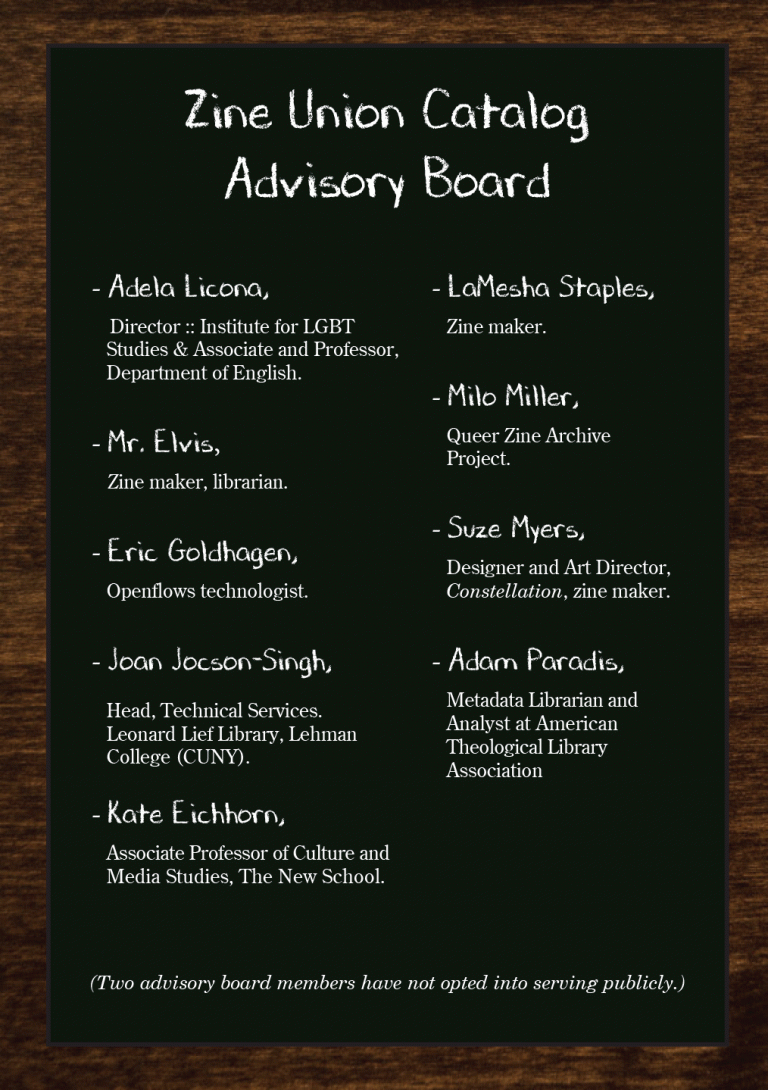 Zine Union Catalog
Advisory Board
- Adela Licona,
Director :: Institute for LGBT
Studies & Associate and Professor,
Department of English.
- Mr. Elvis,
Zine maker, librarian.
- Eric Goldhagen,
Openflows technologist.
- Joan Jocson-Singh,
Head, Technical Services.
Leonard Lief Library, Lehman
College (CUNY).
- Kate Eichhorn,
Associate Professor of Culture and
Media Studies, The New School.
- LaMesha Staples,
Zine maker.
- Milo Miller,
Queer Zine Archive
Project.
- Suze Myers,
Designer and Art Director,
Constellation, zine maker.
- Adam Paradis,
Metadata Librarian and
Analyst at American
Theological Library
Association
(Two advisory board members have not opted into serving publicly.)